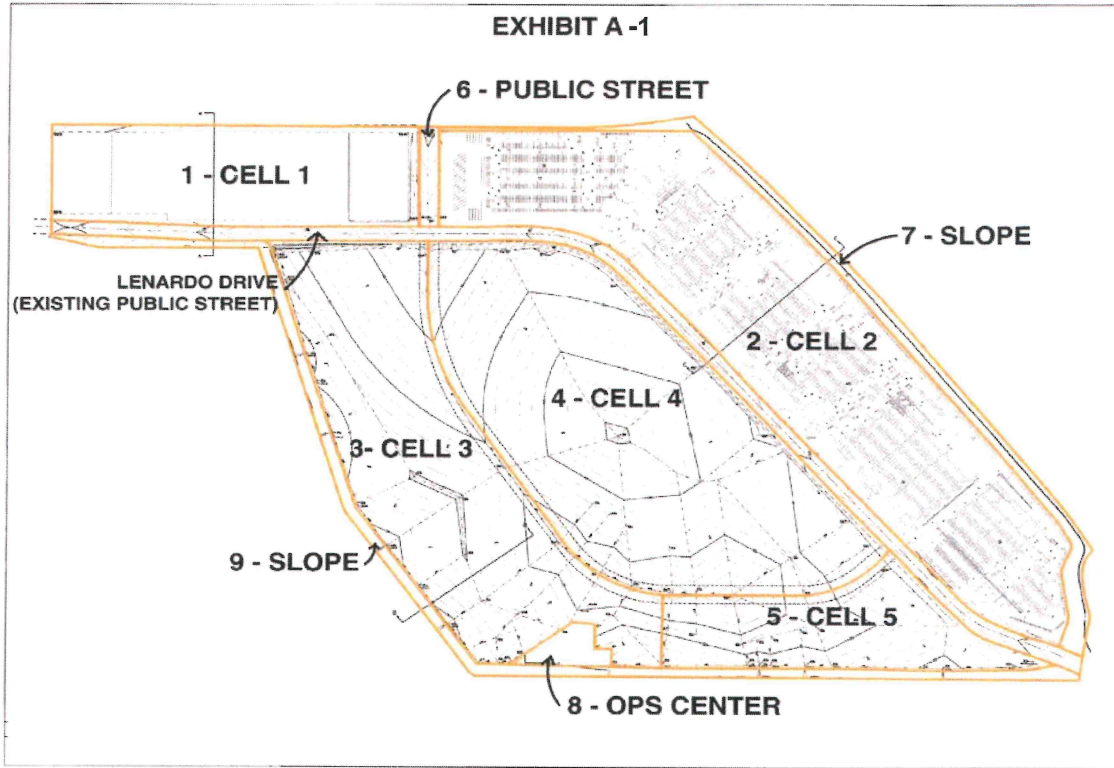 EXHIBIT A -1
6 - PUBLIC STREET
1 - CELL 1
7 - SLOPE
LENARDO DRIVE
(EXISTING PUBLIC STREET)
2 - CELL 2
4 - CELL 4
3- CELL 3
9 - SLOPE
5 - CELL 5
8 - OPS CENTER